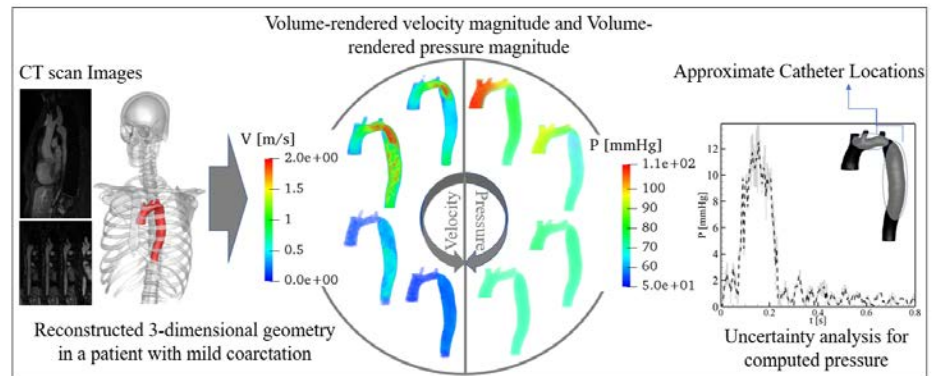 Volume-rendered velocity magnitude and Volume-
rendered pressure magnitude
CT scan Images
Approximate Catheter Locations
V [m/s]
2.0e+00
1.5
1
0.5
0.0e+00
Velocity
Pressure
P [mmHg]
1.1e+02
100
90
80
70
60
5.0e+01
P [mmHg]
12
10
8
6
4
2
0
0
0.2
0.4
0.6
0.8
t [s]
Reconstructed 3-dimensional geometry
in a patient with mild coarctation
Uncertainty analysis for
computed pressure